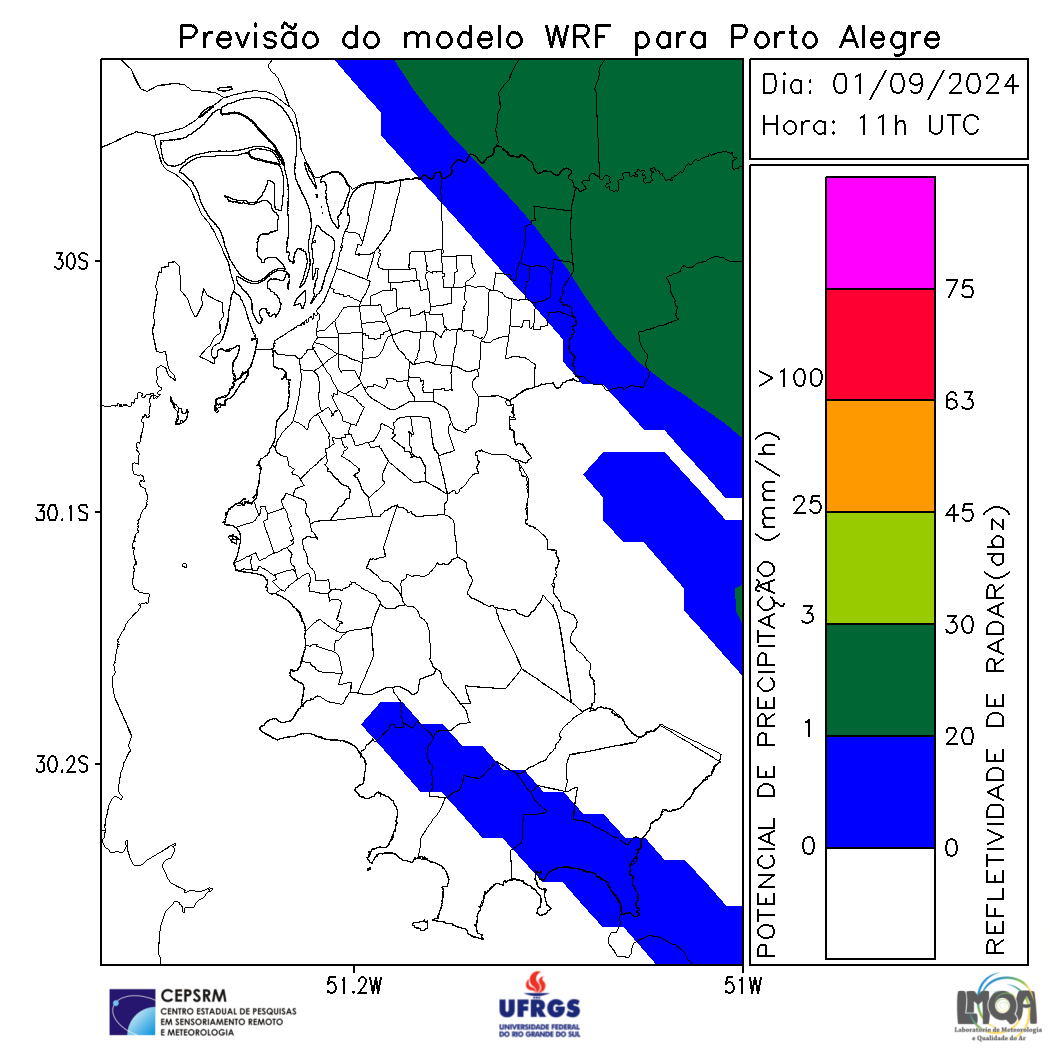 Previsão do modelo WRF para Porto Alegre
Dia: 01/09/2024
Hora: 11h UTC
30S
30.1S
30.2S
51.2W
51W
POTENCIAL DE PRECIPITAÇÃO (mm/h)
>100
25
3
1
0
75
63
45
30
20
0
REFLETIVIDADE DE RADAR(dbz)
CEPSRM
CENTRO ESTADUAL DE PESQUISAS
EM SENSORIAMENTO REMOTO
E METEOROLOGIA
UFRGS
UNIVERSIDADE FEDERAL
DO RIO GRANDE DO SUL
LMQA
Laboratório de Meteorologia
e Qualidade do Ar